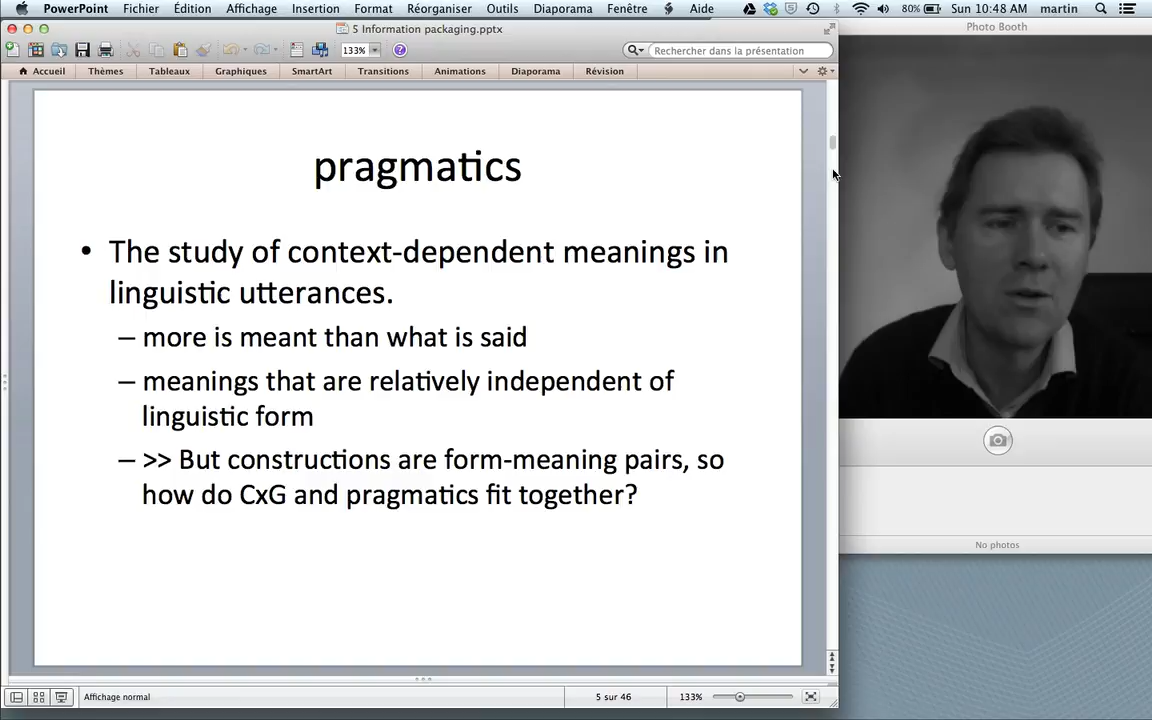 PowerPoint Fichier Édition Affichage Insertion Format Réorganiser Outils Diaporama Fenêtre Aide 80% Sun 10:48 AM martin
5 Information packaging.pptx
Photo Booth
133% Rechercher dans la présentation
Accueil Thèmes Tableaux Graphiques SmartArt Transitions Animations Diaporama Révision
pragmatics
• The study of context-dependent meanings in
linguistic utterances.
– more is meant than what is said
– meanings that are relatively independent of
linguistic form
– >> But constructions are form-meaning pairs, so
how do CxG and pragmatics fit together?
No photos
Affichage normal 5 sur 46 133%